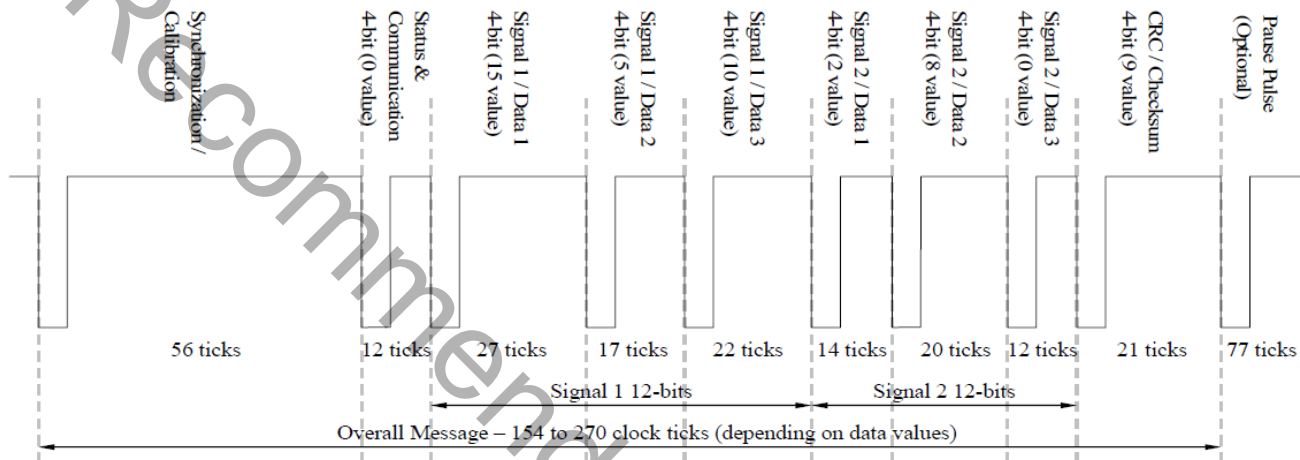 Synchronization /
Calibration
Status &
Communication
4-bit (0 value)
Signal 1 / Data 1
4-bit (15 value)
Signal 1 / Data 2
4-bit (5 value)
Signal 1 / Data 3
4-bit (10 value)
Signal 2 / Data 1
4-bit (2 value)
Signal 2 / Data 2
4-bit (8 value)
Signal 2 / Data 3
4-bit (0 value)
CRC / Checksum
4-bit (9 value)
Pause Pulse
(Optional)
56 ticks
12 ticks
27 ticks
17 ticks
22 ticks
14 ticks
20 ticks
12 ticks
21 ticks
77 ticks
Signal 1 12-bits
Signal 2 12-bits
Overall Message – 154 to 270 clock ticks (depending on data values)
Recommend